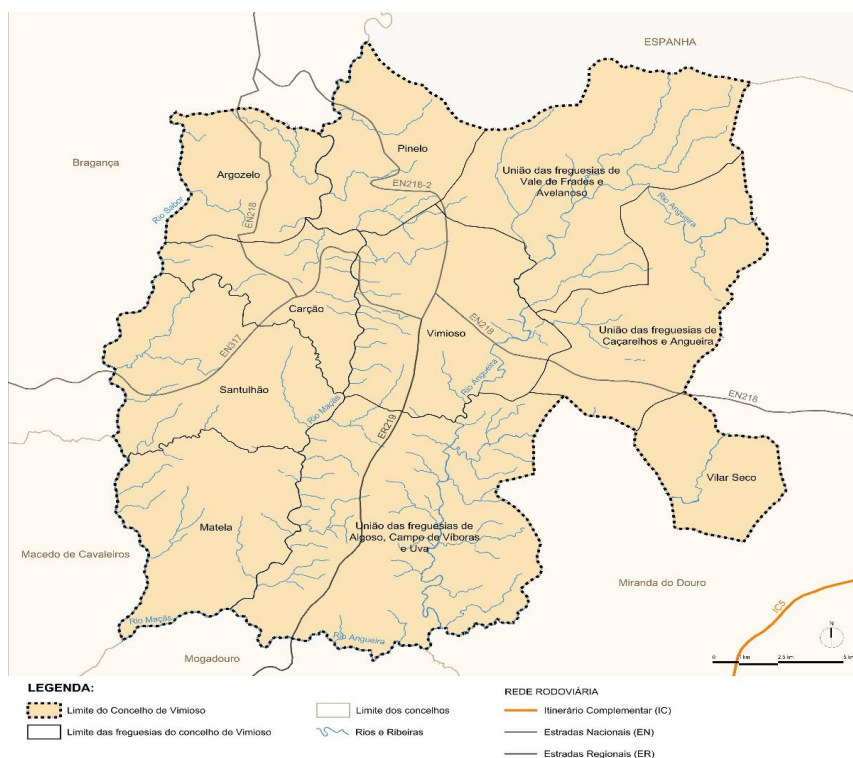 ESPANHA
Bragança
Pinelo
Argozelo
União das freguesias de
Vale de Frades e
Avelanoso
EN218-2
Rio Sabor
EN218
Rio Angueira
Carção
Vimioso
EN218
União das freguesias de
Caçarelhos e Angueira
EN317
Santulhão
Rio Angueira
Rio Maçãs
EN218
ER219
Vilar Seco
Matela
União das freguesias de
Algoso, Campo de Víboras
e Uva
Macedo de Cavaleiros
Miranda do Douro
IC5
Rio Maçãs
Rio Angueira
Mogadouro
N
0 1 km 2.5 km 5 km
LEGENDA:
Limite do Concelho de Vimioso
Limite das freguesias do concelho de Vimioso
Limite dos concelhos
Rios e Ribeiras
REDE RODOVIÁRIA
Itinerário Complementar (IC)
Estradas Nacionais (EN)
Estradas Regionais (ER)